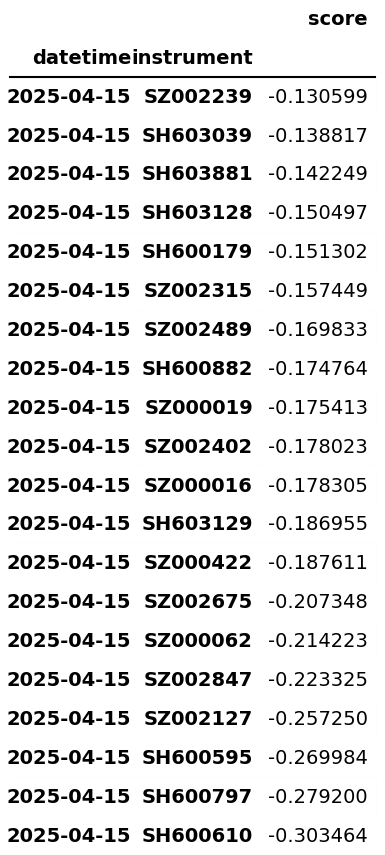 score
datetime instrument
2025-04-15 SZ002239 -0.130599
2025-04-15 SH603039 -0.138817
2025-04-15 SH603881 -0.142249
2025-04-15 SH603128 -0.150497
2025-04-15 SH600179 -0.151302
2025-04-15 SZ002315 -0.157449
2025-04-15 SZ002489 -0.169833
2025-04-15 SH600882 -0.174764
2025-04-15 SZ000019 -0.175413
2025-04-15 SZ002402 -0.178023
2025-04-15 SZ000016 -0.178305
2025-04-15 SH603129 -0.186955
2025-04-15 SZ000422 -0.187611
2025-04-15 SZ002675 -0.207348
2025-04-15 SZ000062 -0.214223
2025-04-15 SZ002847 -0.223325
2025-04-15 SZ002127 -0.257250
2025-04-15 SH600595 -0.269984
2025-04-15 SH600797 -0.279200
2025-04-15 SH600610 -0.303464